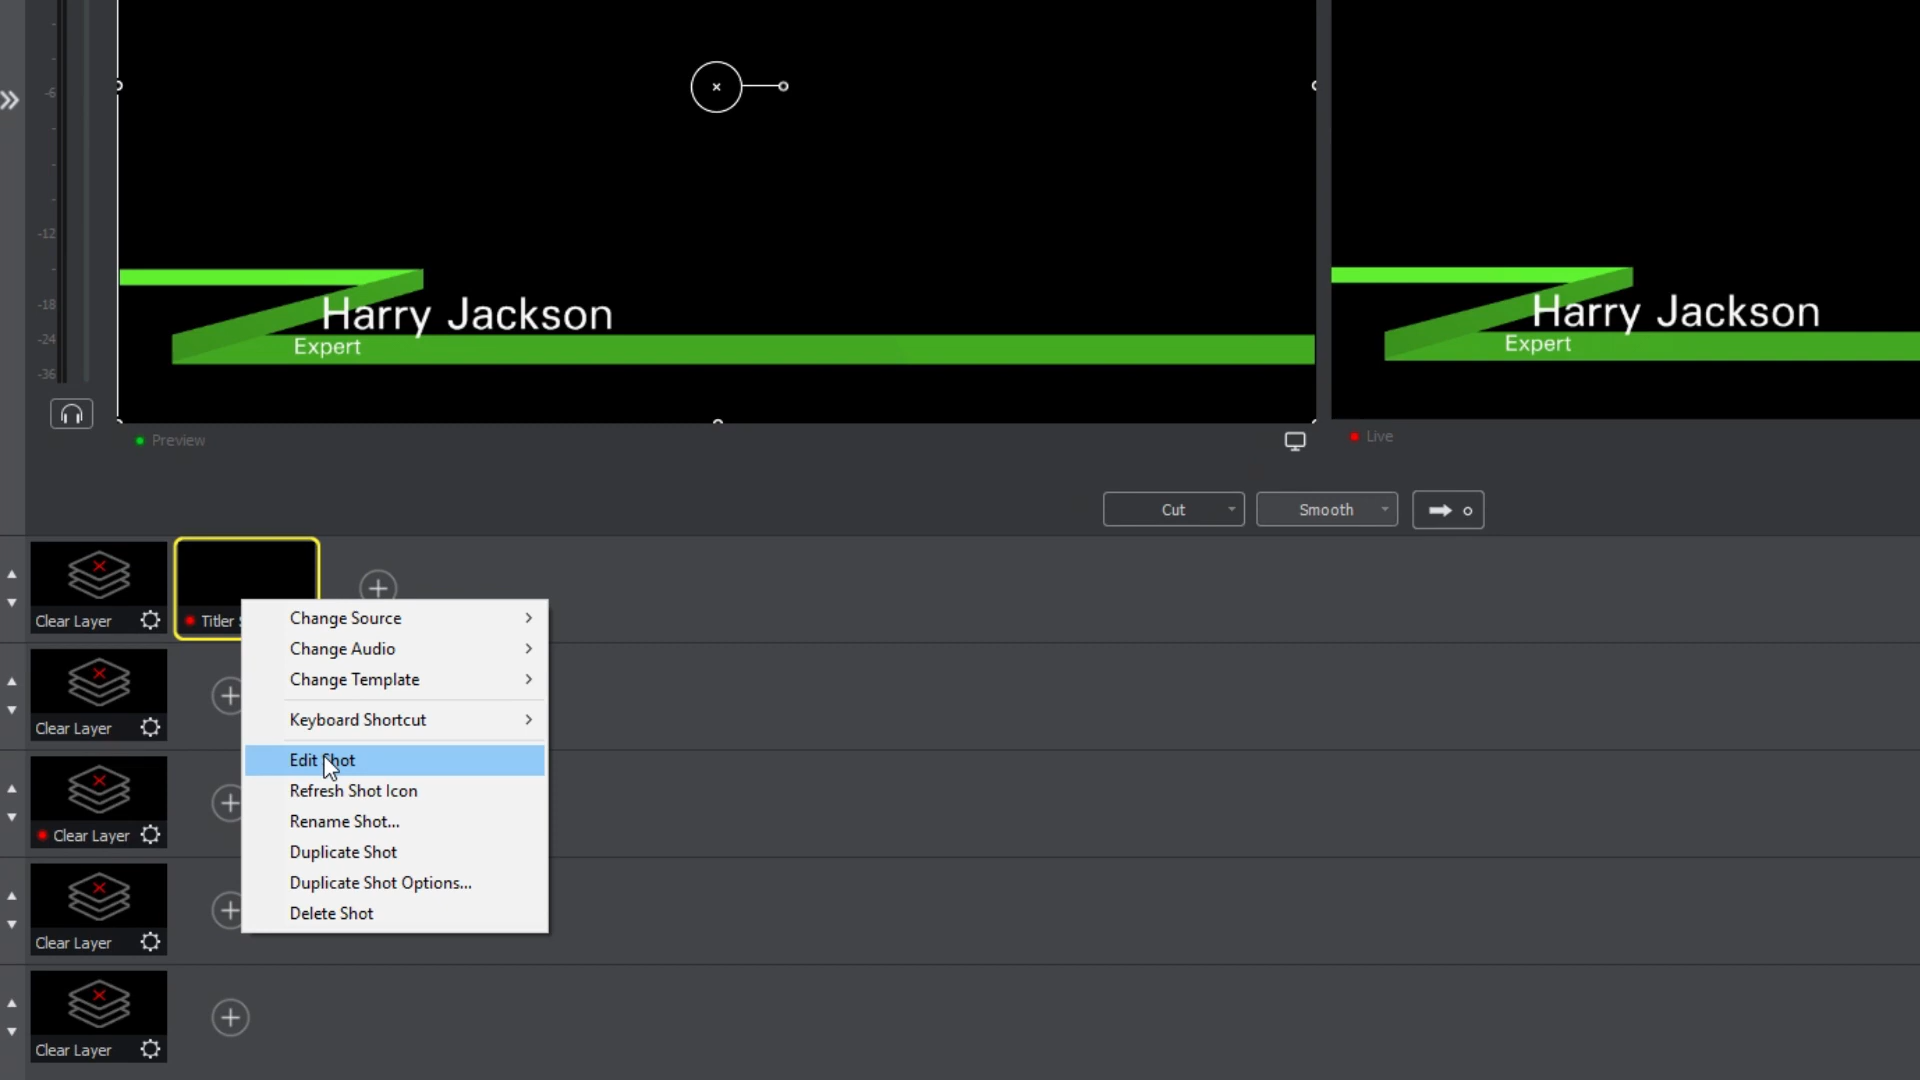 -6
-12
-18
-24
-36
Harry Jackson
Expert
Harry Jackson
Expert
Preview
Live
Cut
Smooth
Clear Layer
Titler
Change Source
Change Audio
Change Template
Keyboard Shortcut
Edit Shot
Refresh Shot Icon
Rename Shot...
Duplicate Shot
Duplicate Shot Options...
Delete Shot
Clear Layer
Clear Layer
Clear Layer
Clear Layer